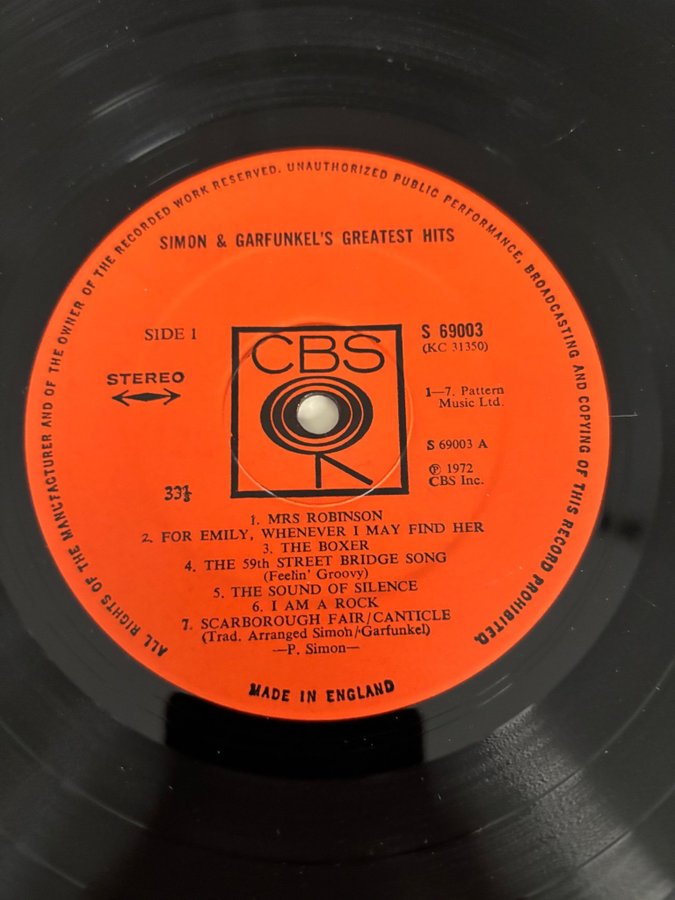 ALL RIGHTS OF THE MANUFACTURER AND OF THE OWNER OF THE RECORDED WORK RESERVED. UNAUTHORIZED PUBLIC PERFORMANCE, BROADCASTING AND COPYING OF THIS RECORD PROHIBITED.
SIMON & GARFUNKEL'S GREATEST HITS
SIDE 1
S 69003
(KC 31350)
CBS
STEREO
1—7. Pattern
Music Ltd.
S 69003 A
℗ 1972
CBS Inc.
33⅓
1. MRS ROBINSON
2. FOR EMILY, WHENEVER I MAY FIND HER
3. THE BOXER
4. THE 59th STREET BRIDGE SONG
(Feelin' Groovy)
5. THE SOUND OF SILENCE
6. I AM A ROCK
7. SCARBOROUGH FAIR/CANTICLE
(Trad. Arranged Simon/Garfunkel)
—P. Simon—
MADE IN ENGLAND